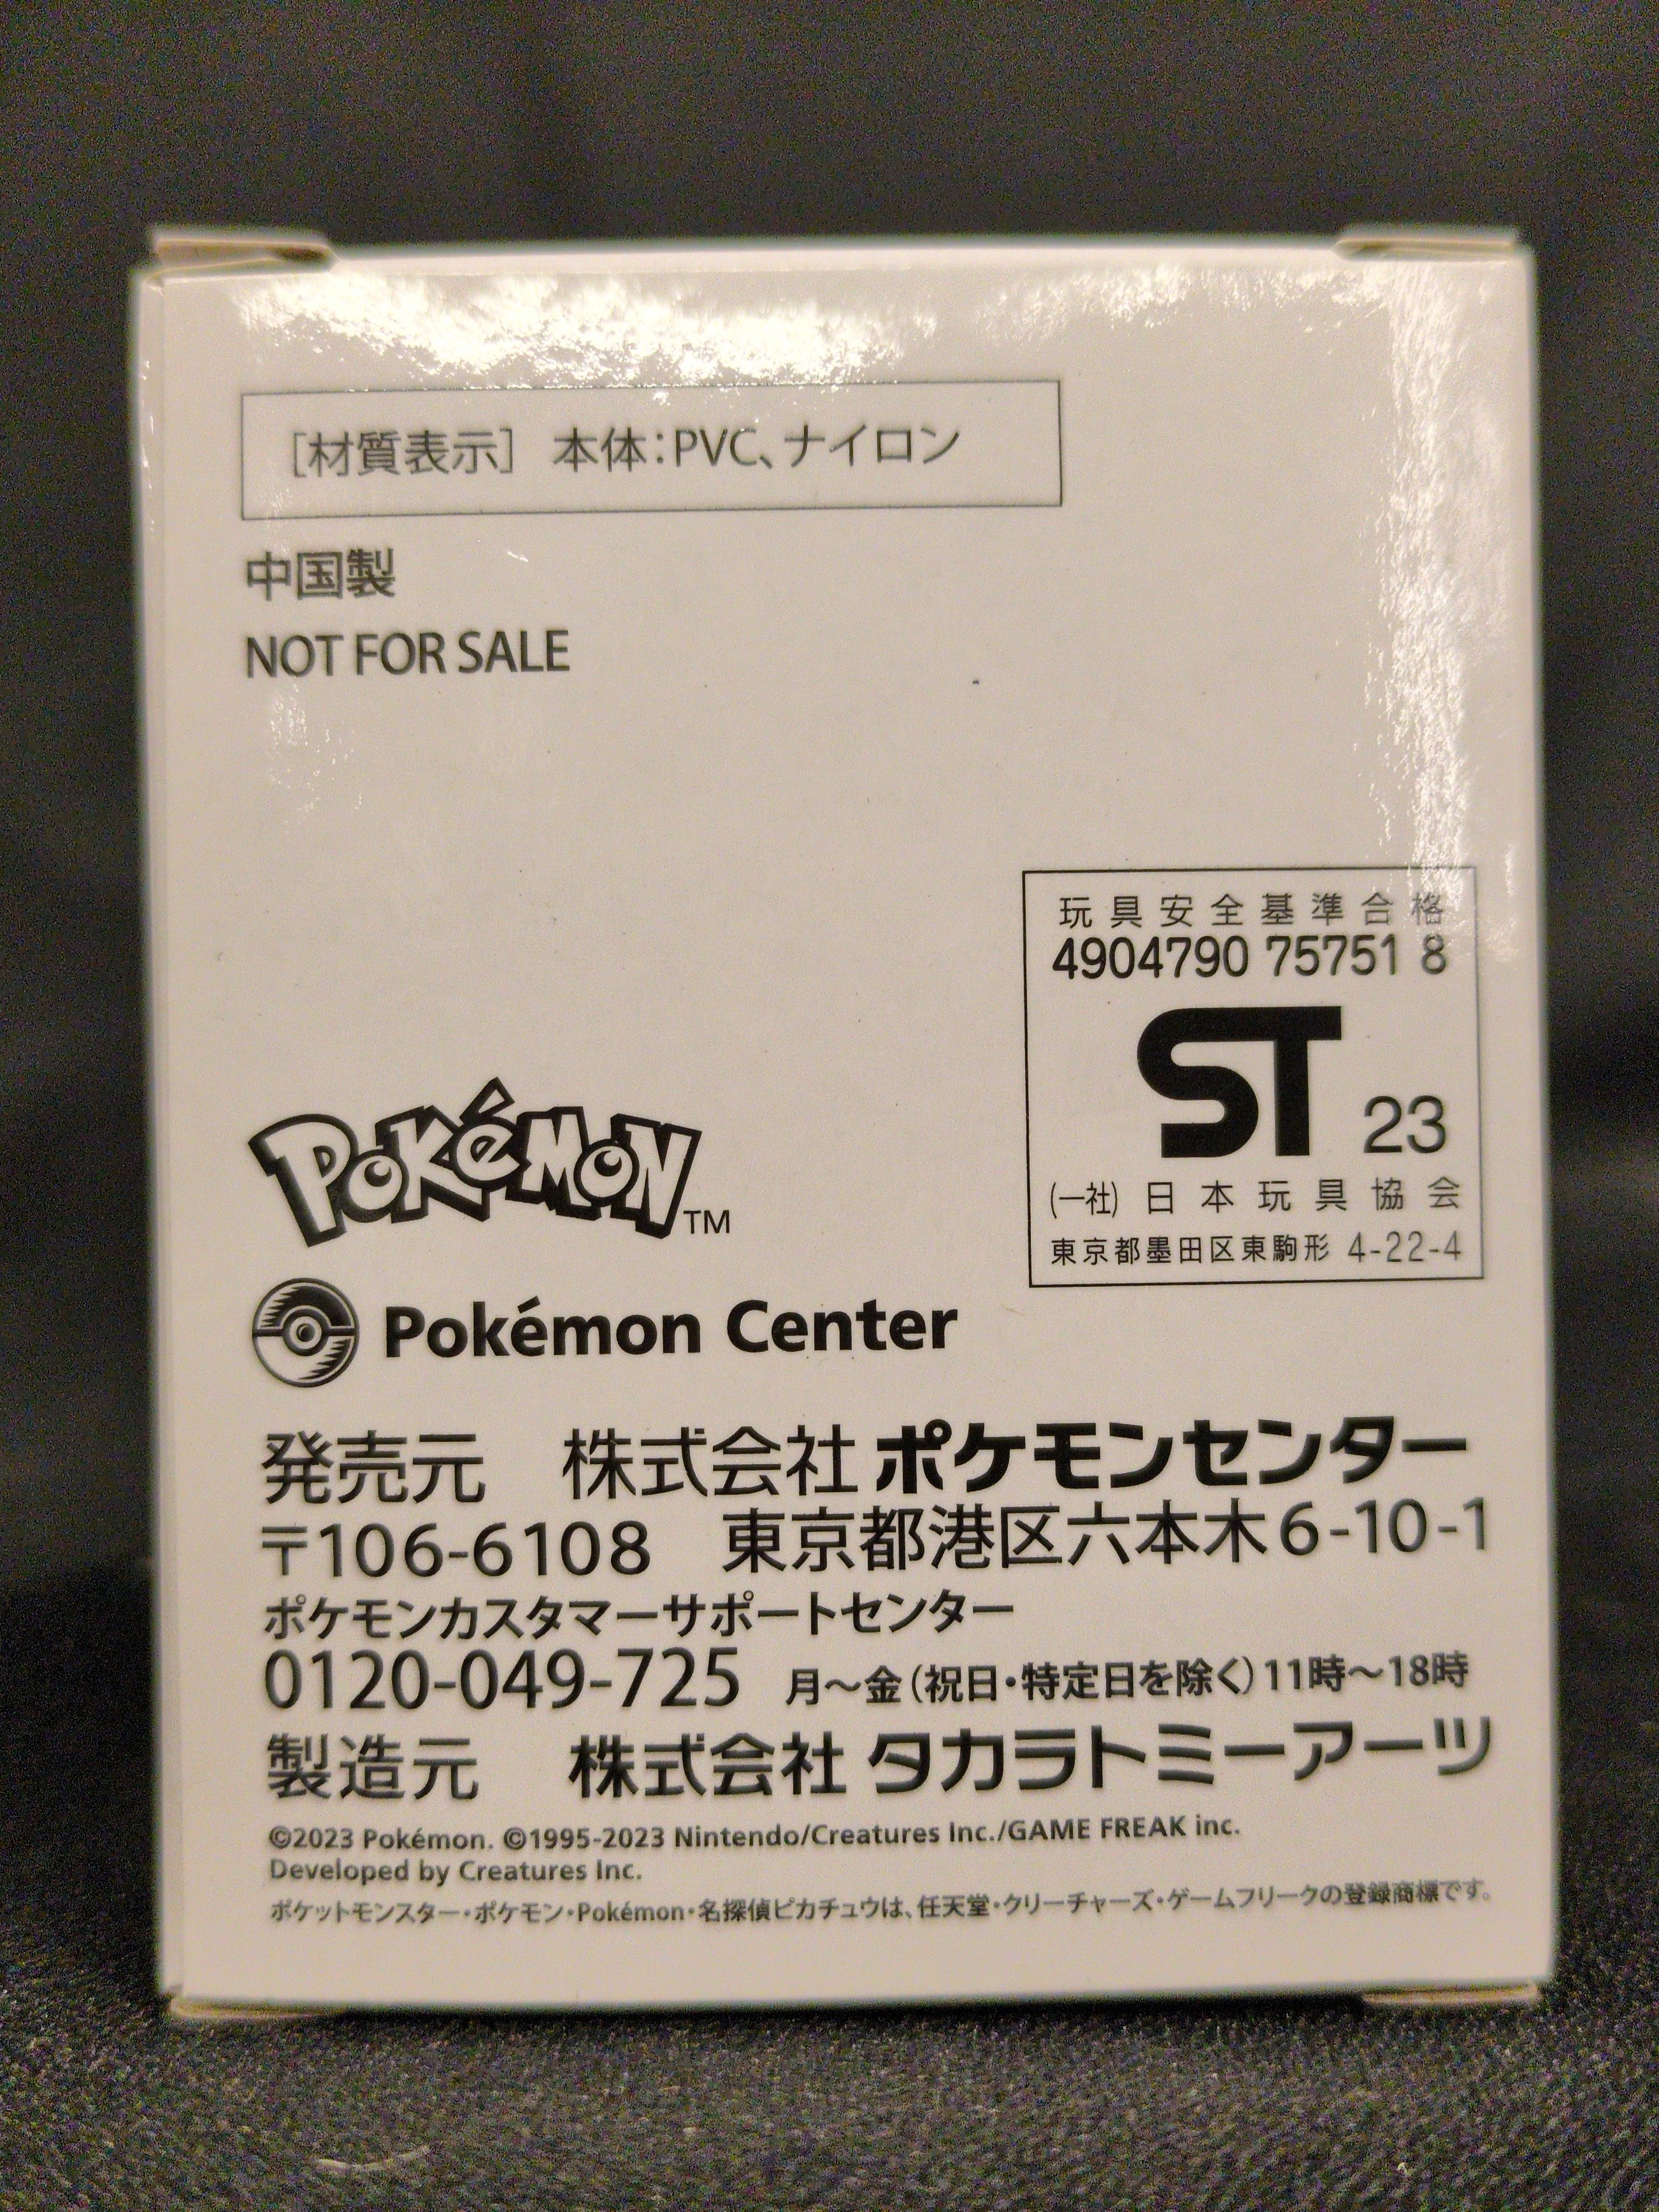 [材質表示] 本体：PVC、ナイロン
中国製
NOT FOR SALE
玩具安全基準合格
4904790 75751 8
ST 23
(一社) 日本玩具協会
東京都墨田区東駒形 4-22-4
POKéMON TM
Pokémon Center
発売元 株式会社ポケモンセンター
〒106-6108 東京都港区六本木6-10-1
ポケモンカスタマーサポートセンター
0120-049-725 月～金（祝日・特定日を除く）11時～18時
製造元 株式会社タカラトミーアーツ
©2023 Pokémon. ©1995-2023 Nintendo/Creatures Inc./GAME FREAK inc.
Developed by Creatures Inc.
ポケットモンスター・ポケモン・Pokémon・名探偵ピカチュウは、任天堂・クリーチャーズ・ゲームフリークの登録商標です。